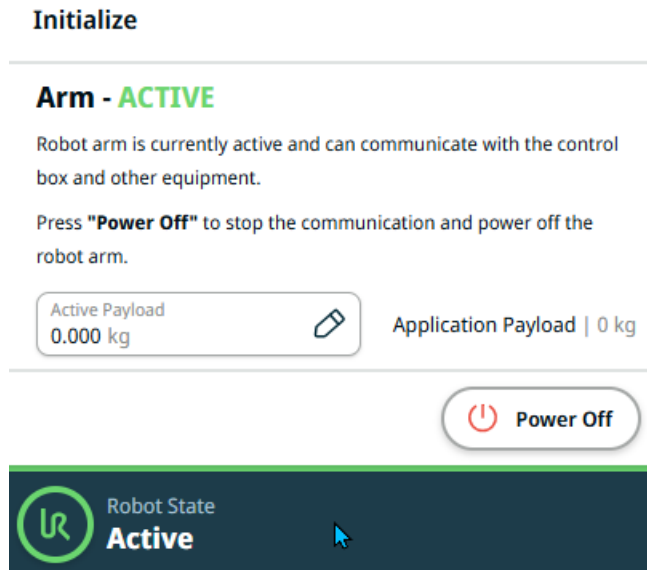 Initialize
Arm - ACTIVE
Robot arm is currently active and can communicate with the control
box and other equipment.
Press "Power Off" to stop the communication and power off the
robot arm.
Active Payload
0.000 kg
Application Payload | 0 kg
Power Off
Robot State
Active